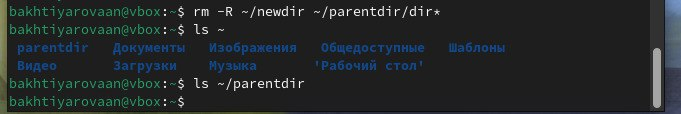 bakhtiyarovaan@vbox:~$ rm -R ~/newdir ~/parentdir/dir*
bakhtiyarovaan@vbox:~$ ls ~
parentdir Документы Изображения Общедоступные Шаблоны
Видео Загрузки Музыка 'Рабочий стол'
bakhtiyarovaan@vbox:~$ ls ~/parentdir
bakhtiyarovaan@vbox:~$